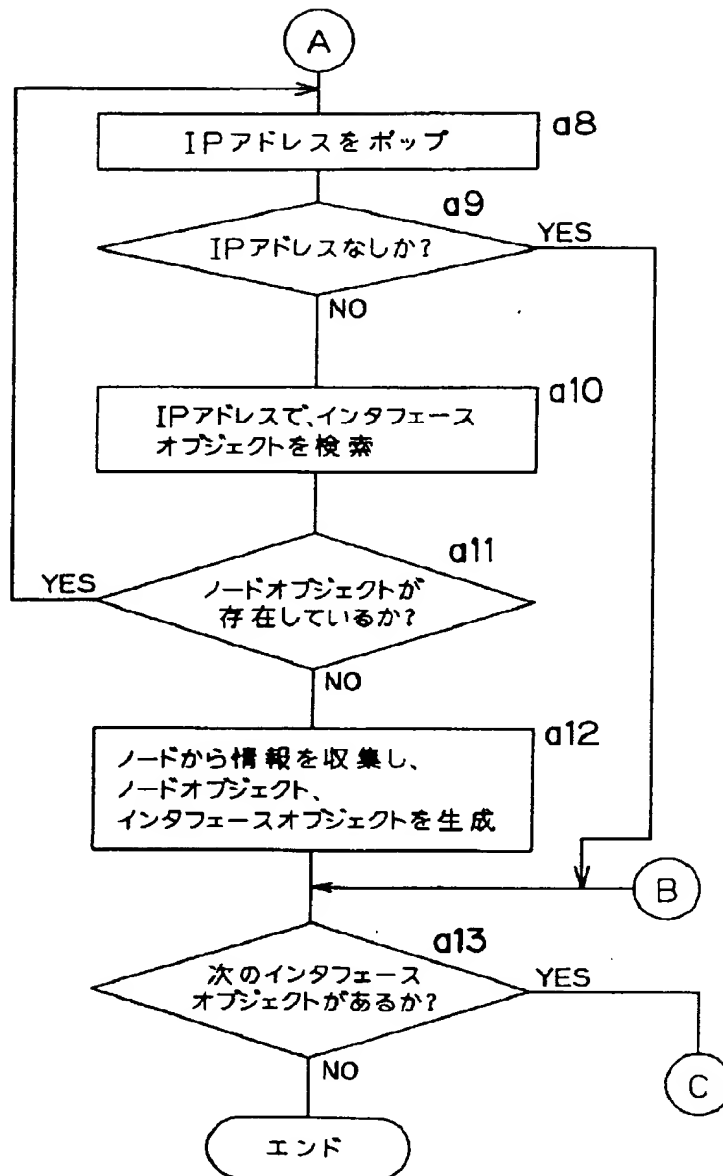 A
IPアドレスをポップ
a8
a9
IPアドレスなしか?
YES
NO
a10
IPアドレスで、インタフェース
オブジェクトを検索
a11
YES
ノードオブジェクトが
存在しているか?
NO
a12
ノードから情報を収集し、
ノードオブジェクト、
インタフェースオブジェクトを生成
B
a13
次のインタフェース
オブジェクトがあるか?
YES
NO
C
エンド